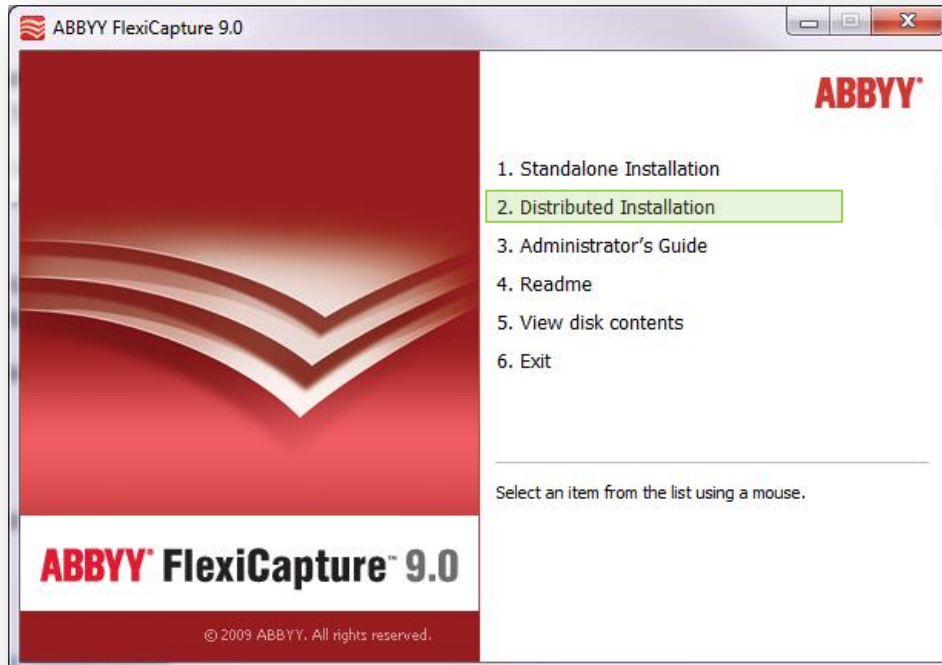 ABBYY FlexiCapture 9.0
ABBYY®
1. Standalone Installation
2. Distributed Installation
3. Administrator's Guide
4. Readme
5. View disk contents
6. Exit
Select an item from the list using a mouse.
ABBYY® FlexiCapture™ 9.0
© 2009 ABBYY. All rights reserved.